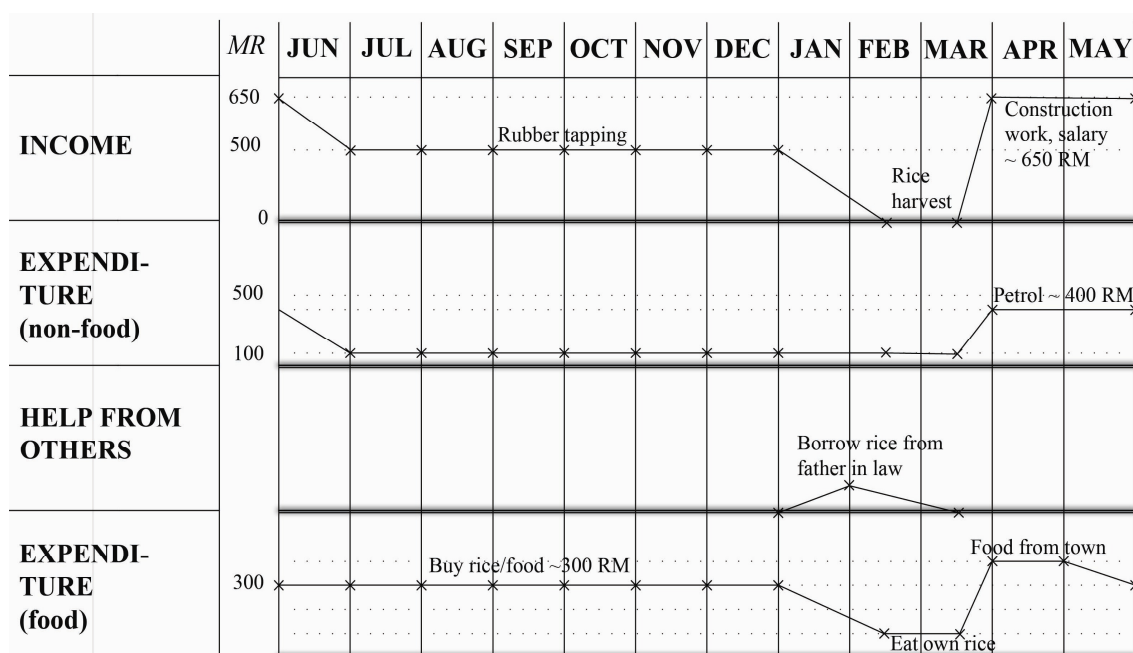 MR JUN JUL AUG SEP OCT NOV DEC JAN FEB MAR APR MAY
INCOME
650
500
0
Rubber tapping
Rice
harvest
Construction
work, salary
~ 650 RM
EXPENDI-
TURE
(non-food)
500
100
Petrol ~ 400 RM
HELP FROM
OTHERS
Borrow rice from
father in law
EXPENDI-
TURE
(food)
300
Buy rice/food ~300 RM
Food from town
Eat own rice